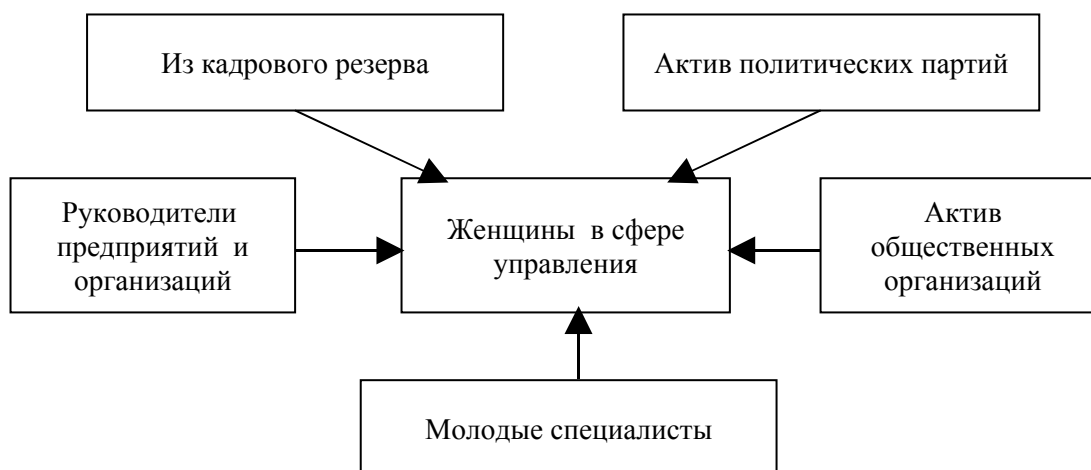 Из кадрового резерва
Актив политических партий
Руководители
предприятий и
организаций
Женщины в сфере
управления
Актив
общественных
организаций
Молодые специалисты